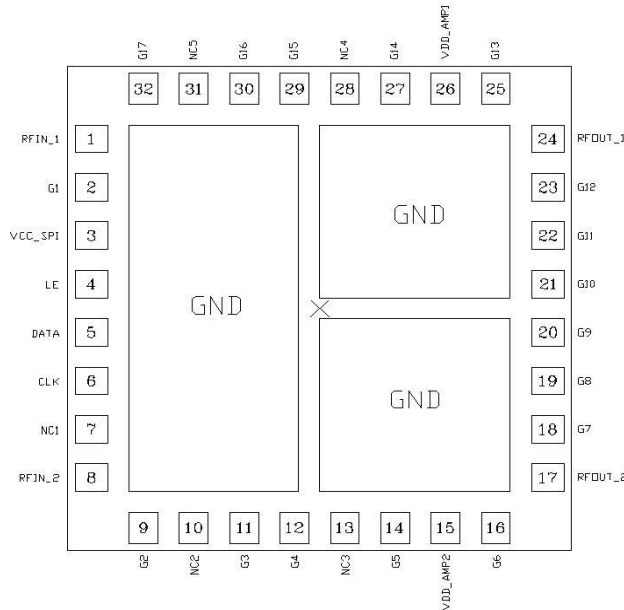 G17 NC5 G16 G15 NC4 G14 VDD_AMP1 G13
32 31 30 29 28 27 26 25
RFIN_1 1 24 RFOUT_1
G1 2 23 G12
VCC_SPI 3 22 G11
LE 4 21 G10
DATA 5 20 G9
CLK 6 19 G8
NC1 7 18 G7
RFIN_2 8 17 RFOUT_2
GND
GND
GND
9 10 11 12 13 14 15 16
G2 NC2 G3 G4 NC3 G5 VDD_AMP2 G6